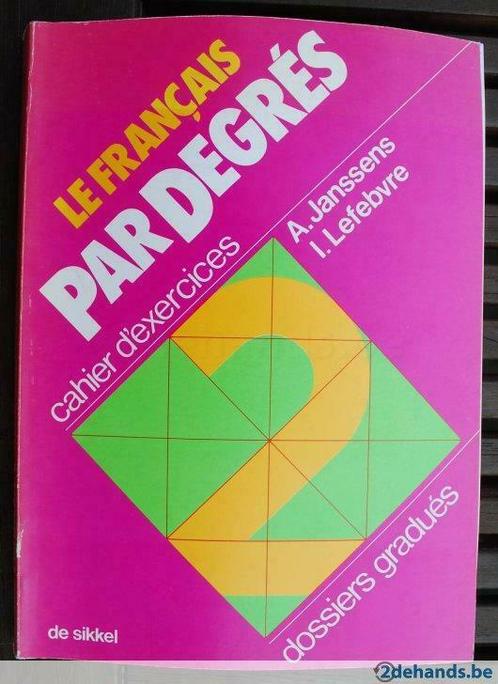 LE FRANÇAIS
PAR DEGRÉS
cahier d'exercices
A. Janssens
I. Lefebvre
2
dossiers gradués
de sikkel
2dehands.be